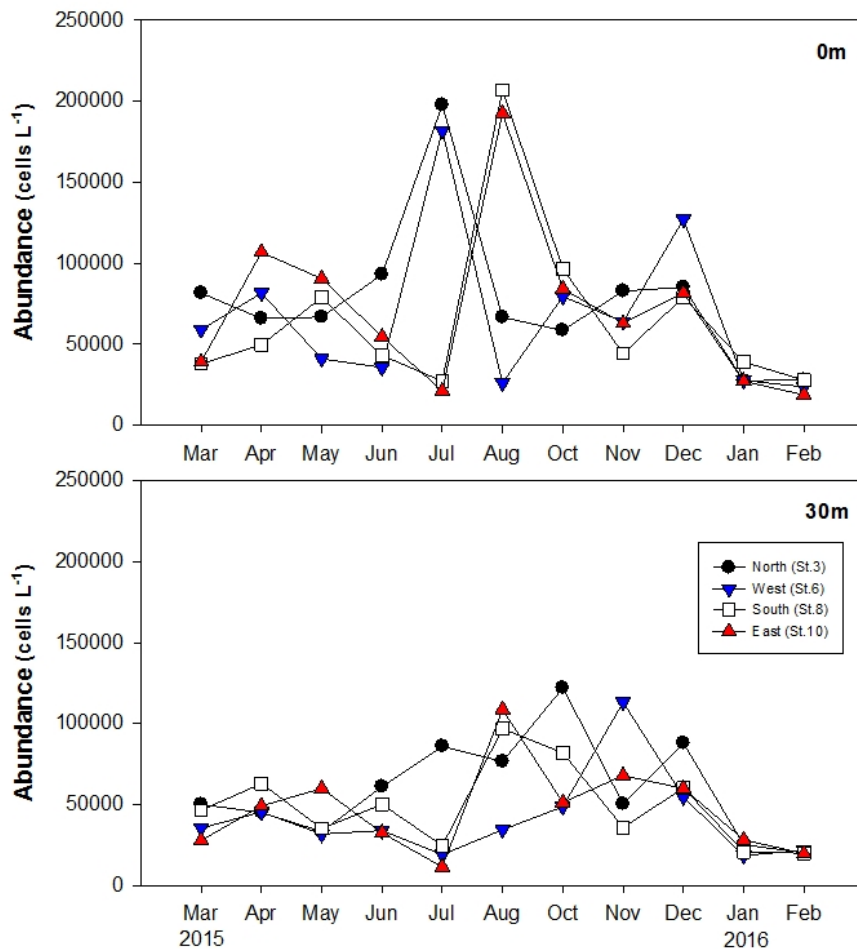 250000
200000
150000
100000
50000
0
Abundance (cells L⁻¹)
0m
Mar Apr May Jun Jul Aug Oct Nov Dec Jan Feb
250000
200000
150000
100000
50000
0
Abundance (cells L⁻¹)
30m
North (St.3)
West (St.6)
South (St.8)
East (St.10)
Mar Apr May Jun Jul Aug Oct Nov Dec Jan Feb
2015 2016